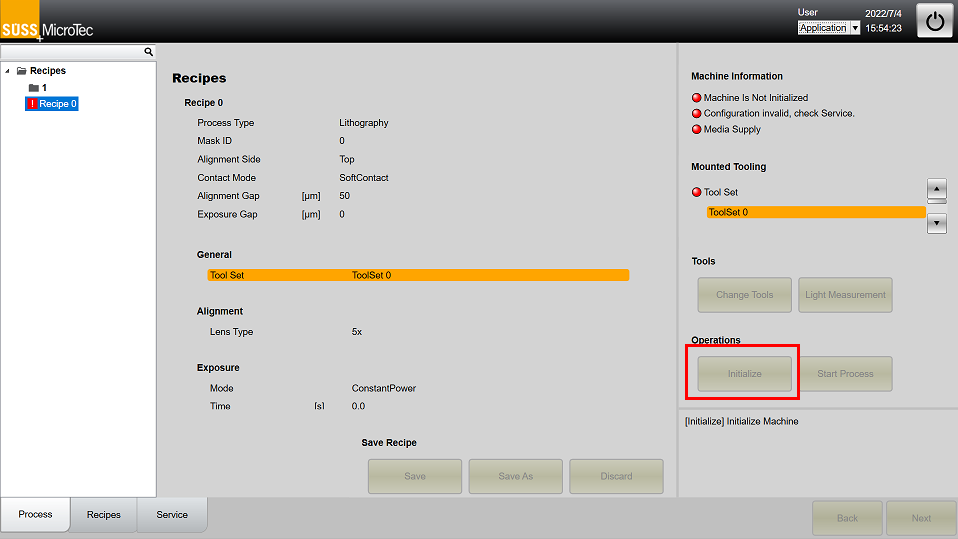 SUSS MicroTec
User
2022/7/4
Application
15:54:23
Recipes
1
! Recipe 0
Recipes
Recipe 0
Process Type Lithography
Mask ID 0
Alignment Side Top
Contact Mode SoftContact
Alignment Gap [µm] 50
Exposure Gap [µm] 0
General
Tool Set ToolSet 0
Alignment
Lens Type 5x
Exposure
Mode ConstantPower
Time [s] 0.0
Save Recipe
Save Save As Discard
Machine Information
Machine Is Not Initialized
Configuration invalid, check Service.
Media Supply
Mounted Tooling
Tool Set
ToolSet 0
Tools
Change Tools Light Measurement
Operations
Initialize Start Process
[Initialize] Initialize Machine
Process Recipes Service
Back Next